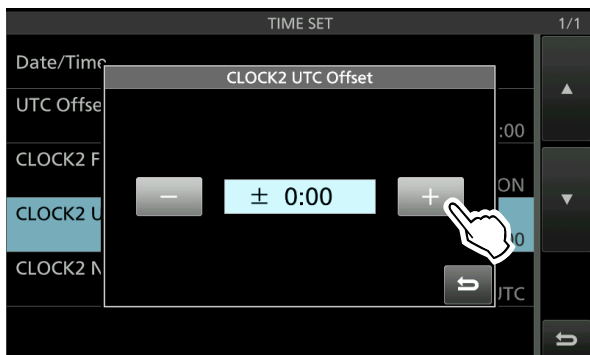 TIME SET 1/1
Date/Time
CLOCK2 UTC Offset
UTC Offse
:00
CLOCK2 F
ON
− ± 0:00 +
CLOCK2 U
00
CLOCK2 N
UTC